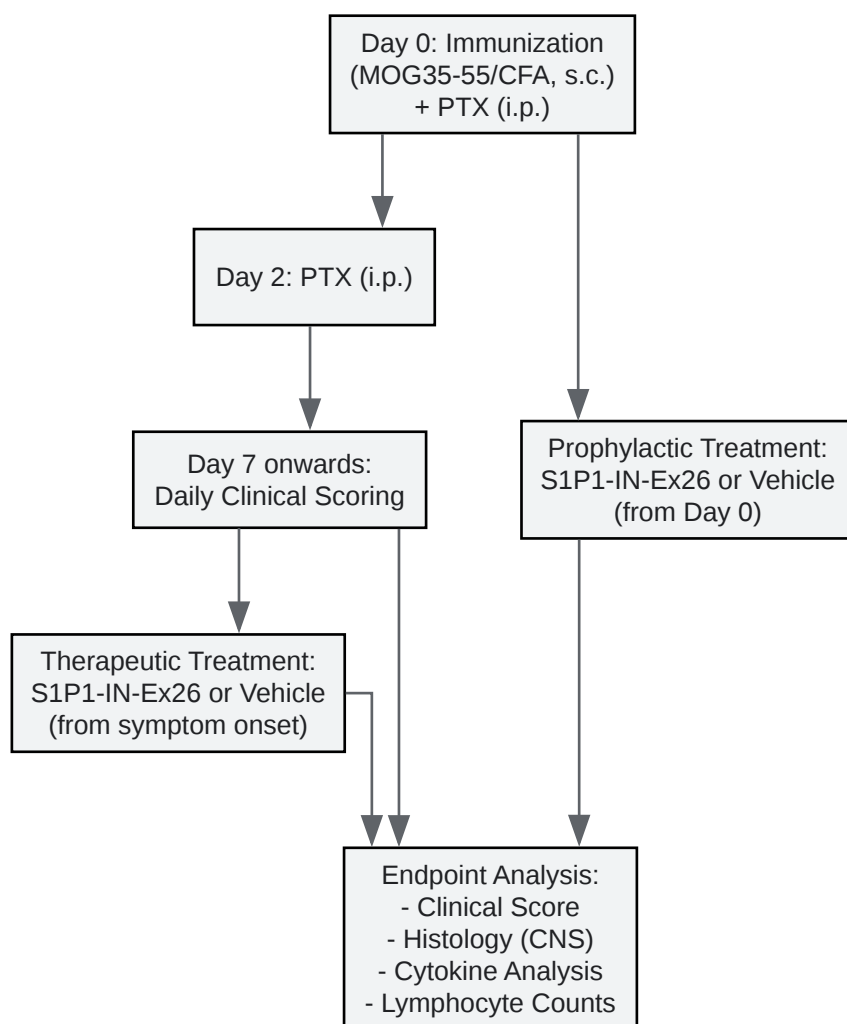 Day 0: Immunization
(MOG35-55/CFA, s.c.)
+ PTX (i.p.)
Day 2: PTX (i.p.)
Day 7 onwards:
Daily Clinical Scoring
Prophylactic Treatment:
S1P1-IN-Ex26 or Vehicle
(from Day 0)
Therapeutic Treatment:
S1P1-IN-Ex26 or Vehicle
(from symptom onset)
Endpoint Analysis:
- Clinical Score
- Histology (CNS)
- Cytokine Analysis
- Lymphocyte Counts